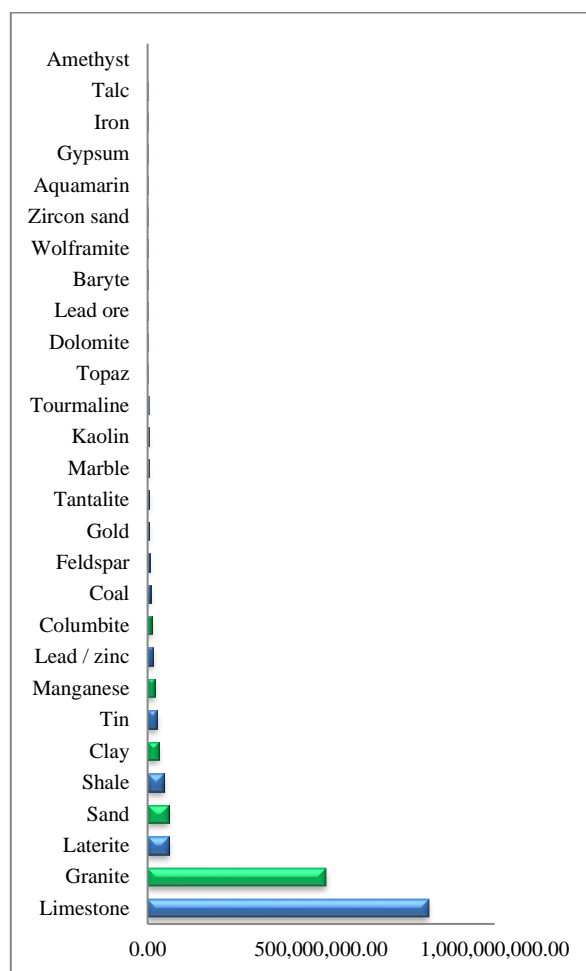 Amethyst
Talc
Iron
Gypsum
Aquamarin
Zircon sand
Wolframite
Baryte
Lead ore
Dolomite
Topaz
Tourmaline
Kaolin
Marble
Tantalite
Gold
Feldspar
Coal
Columbite
Lead / zinc
Manganese
Tin
Clay
Shale
Sand
Laterite
Granite
Limestone
0.00 500,000,000.00 1,000,000,000.00